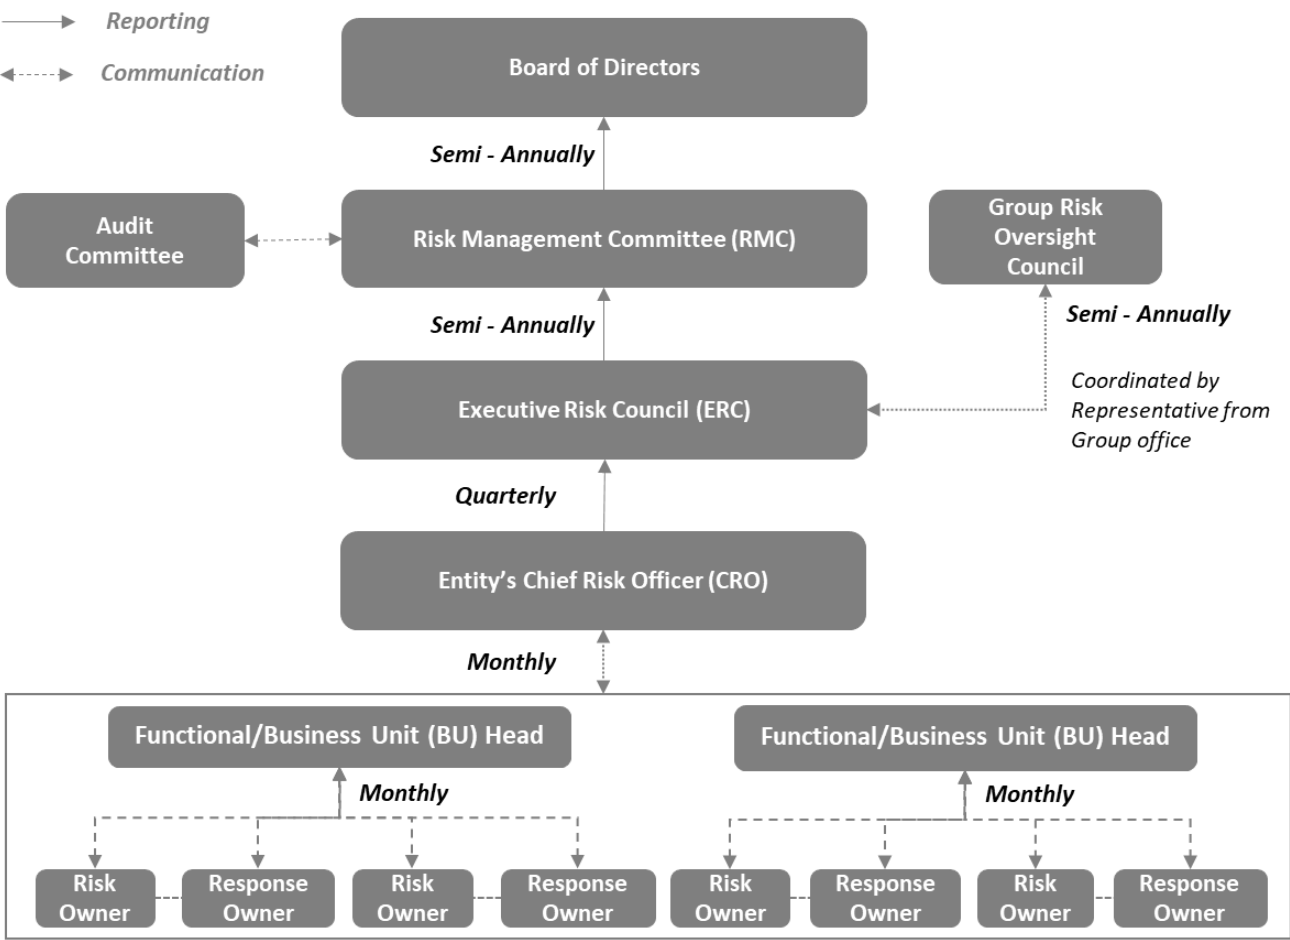 Reporting
Communication
Board of Directors
Semi - Annually
Audit
Committee
Risk Management Committee (RMC)
Group Risk
Oversight
Council
Semi - Annually
Semi - Annually
Coordinated by
Representative from
Group office
Executive Risk Council (ERC)
Quarterly
Entity’s Chief Risk Officer (CRO)
Monthly
Functional/Business Unit (BU) Head
Functional/Business Unit (BU) Head
Monthly
Monthly
Risk
Owner
Response
Owner
Risk
Owner
Response
Owner
Risk
Owner
Response
Owner
Risk
Owner
Response
Owner